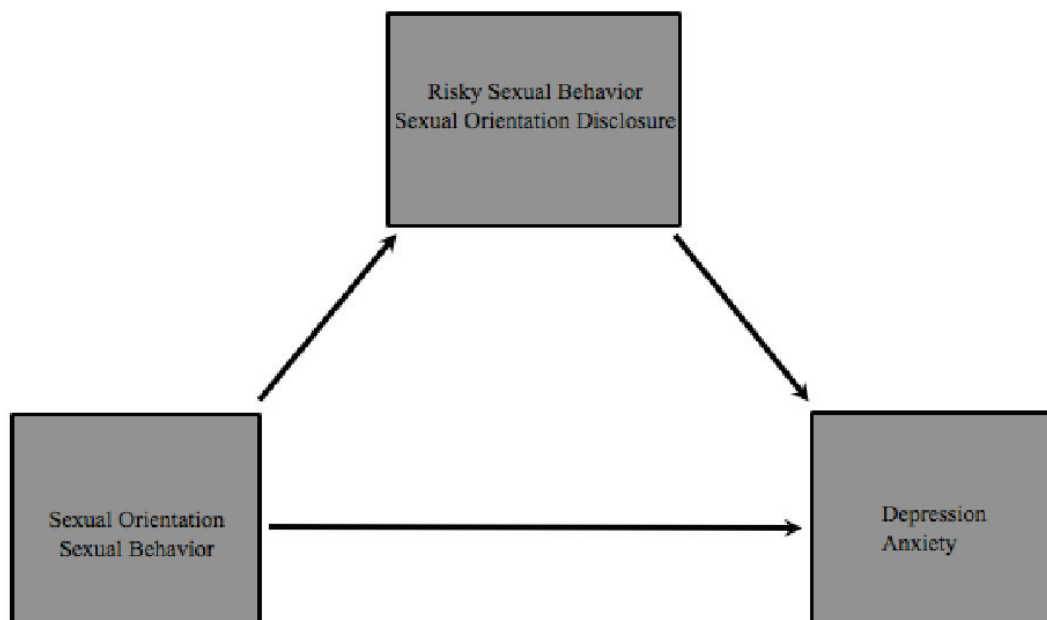 Risky Sexual Behavior
Sexual Orientation Disclosure
Sexual Orientation
Sexual Behavior
Depression
Anxiety